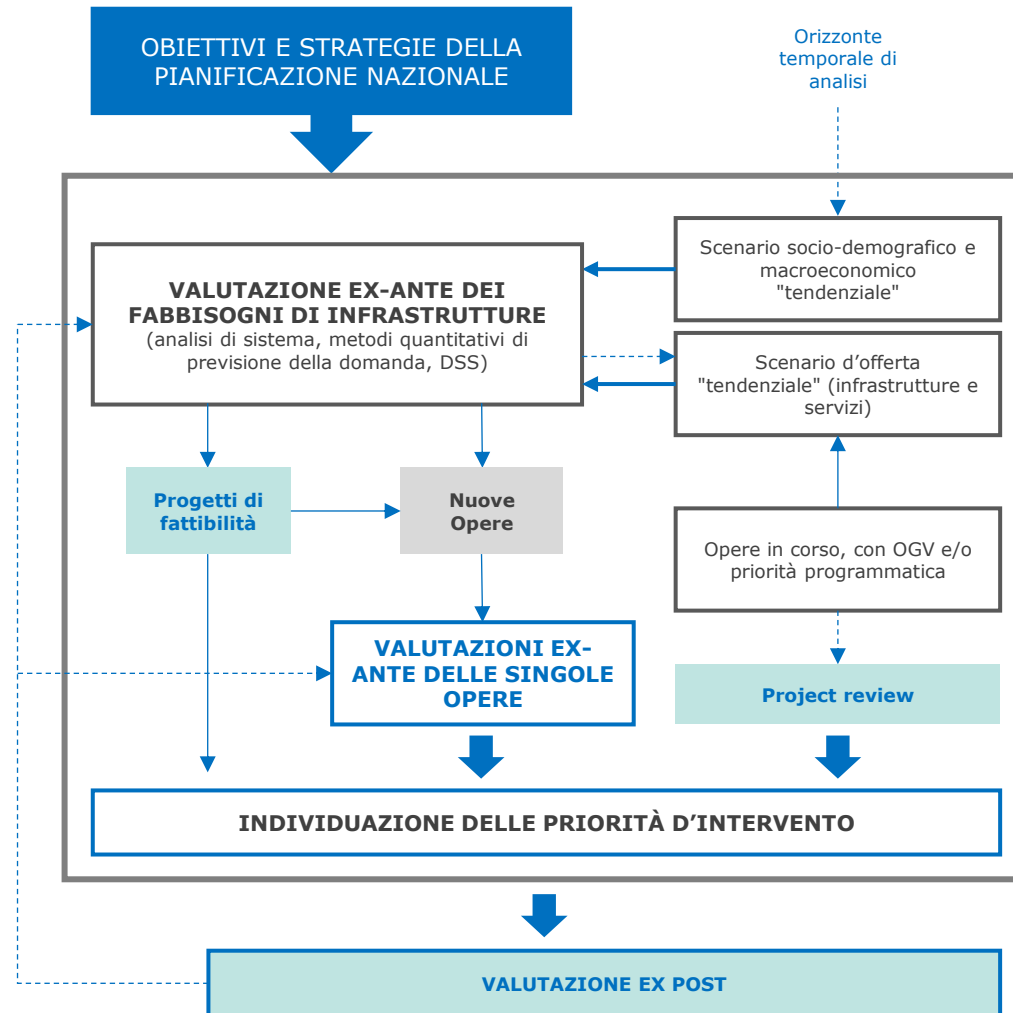 OBIETTIVI E STRATEGIE DELLA
PIANIFICAZIONE NAZIONALE
Orizzonte
temporale di
analisi
Scenario socio-demografico e
macroeconomico
"tendenziale"
VALUTAZIONE EX-ANTE DEI
FABBISOGNI DI INFRASTRUTTURE
(analisi di sistema, metodi quantitativi di
previsione della domanda, DSS)
Scenario d’offerta
"tendenziale" (infrastrutture e
servizi)
Progetti di
fattibilità
Nuove
Opere
Opere in corso, con OGV e/o
priorità programmatica
VALUTAZIONI EX-
ANTE DELLE SINGOLE
OPERE
Project review
INDIVIDUAZIONE DELLE PRIORITÀ D’INTERVENTO
VALUTAZIONE EX POST